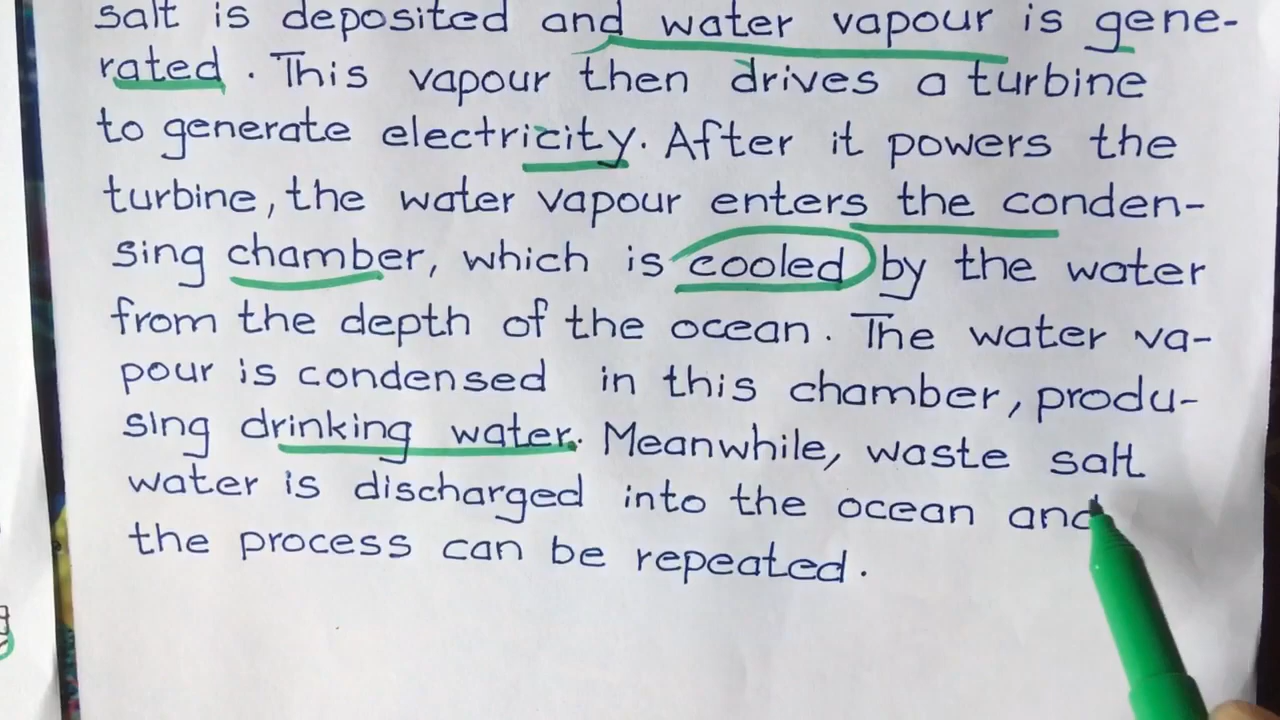 salt is deposited and water vapour is gene-
rated. This vapour then drives a turbine
to generate electricity. After it powers the
turbine, the water vapour enters the conden-
sing chamber, which is cooled by the water
from the depth of the ocean. The water va-
pour is condensed in this chamber, produ-
sing drinking water. Meanwhile, waste salt
water is discharged into the ocean and
the process can be repeated.